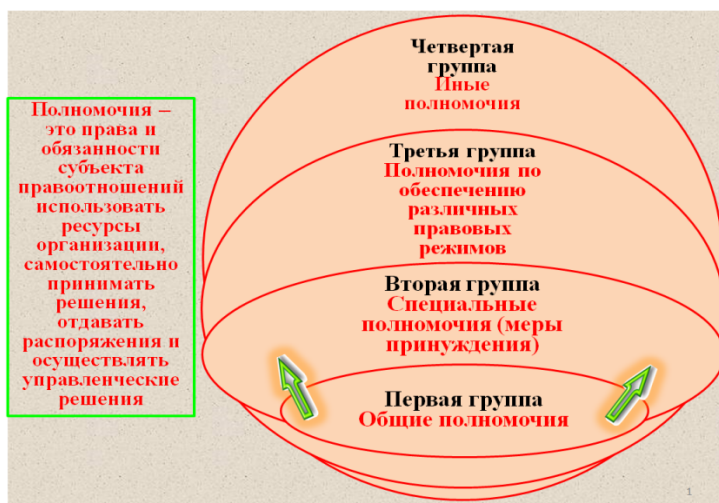 Полномочия –
это права и
обязанности
субъекта
правоотношений
использовать
ресурсы
организации,
самостоятельно
принимать
решения,
отдавать
распоряжения и
осуществлять
управленческие
решения
Четвертая
группа
Иные
полномочия
Третья группа
Полномочия по
обеспечению
различных
правовых
режимов
Вторая группа
Специальные
полномочия (меры
принуждения)
Первая группа
Общие полномочия
1